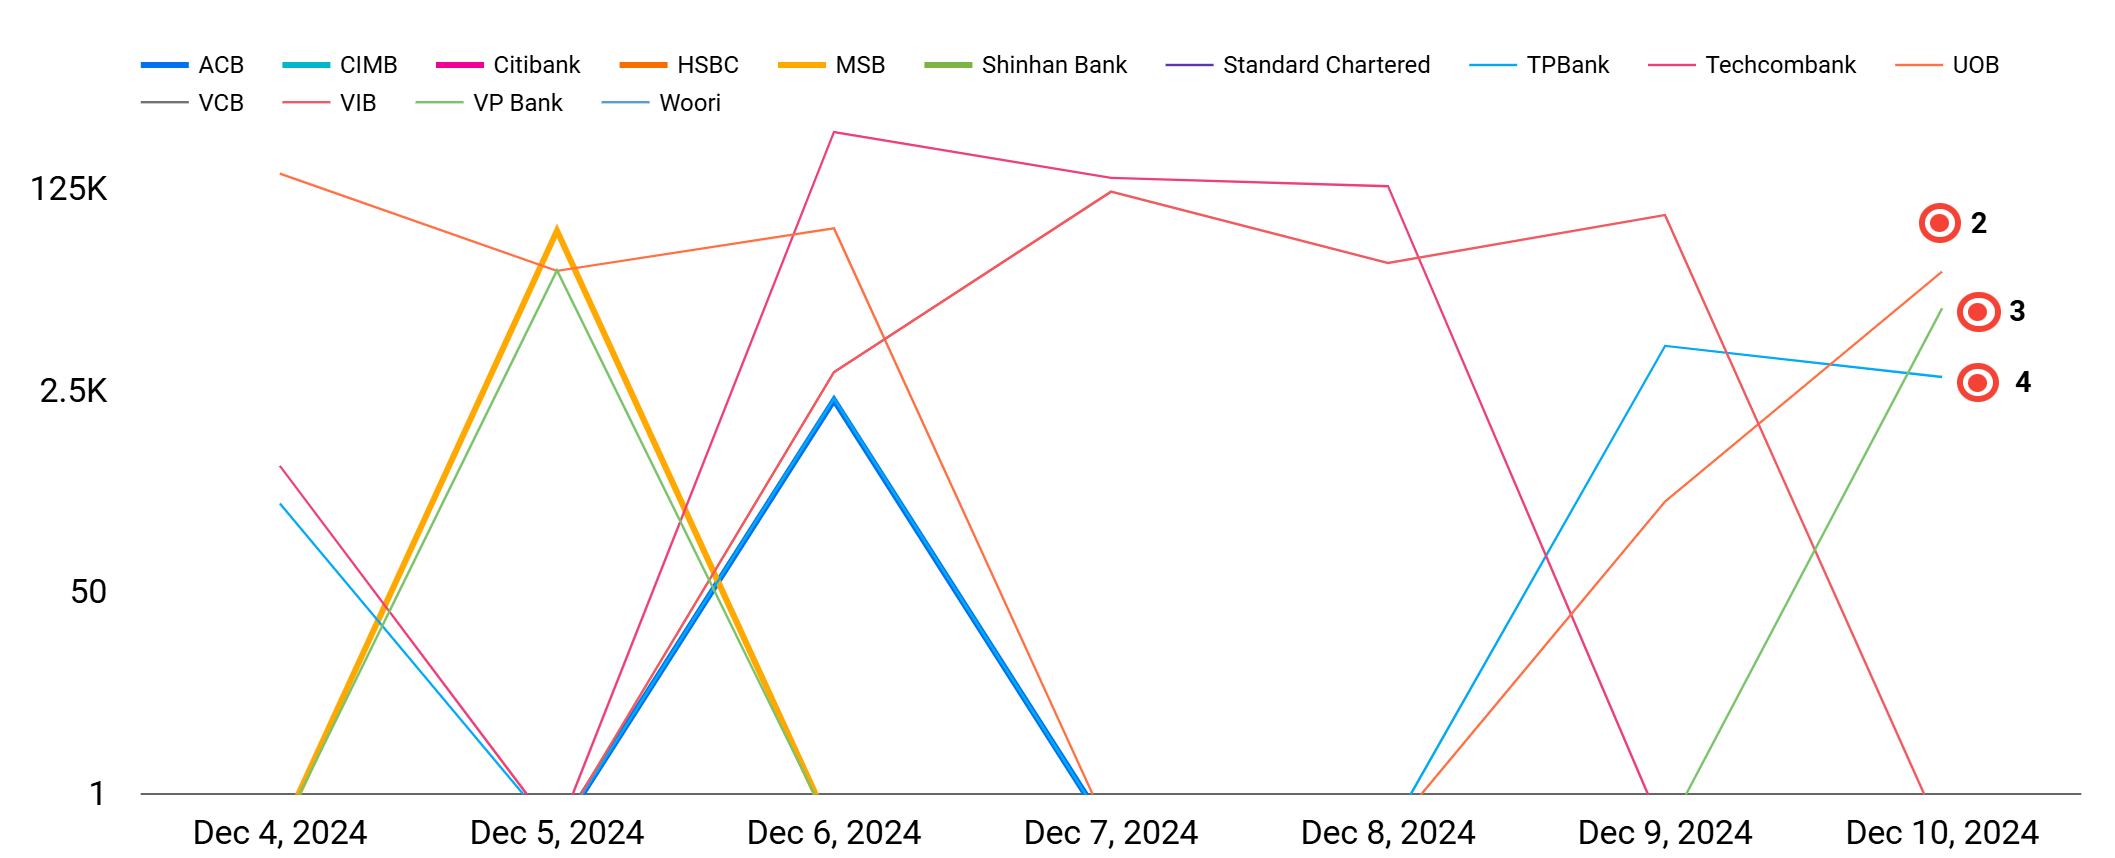 ACB CIMB Citibank HSBC MSB Shinhan Bank Standard Chartered TPBank Techcombank UOB
VCB VIB VP Bank Woori
125K
2
3
4
2.5K
50
1
Dec 4, 2024 Dec 5, 2024 Dec 6, 2024 Dec 7, 2024 Dec 8, 2024 Dec 9, 2024 Dec 10, 2024